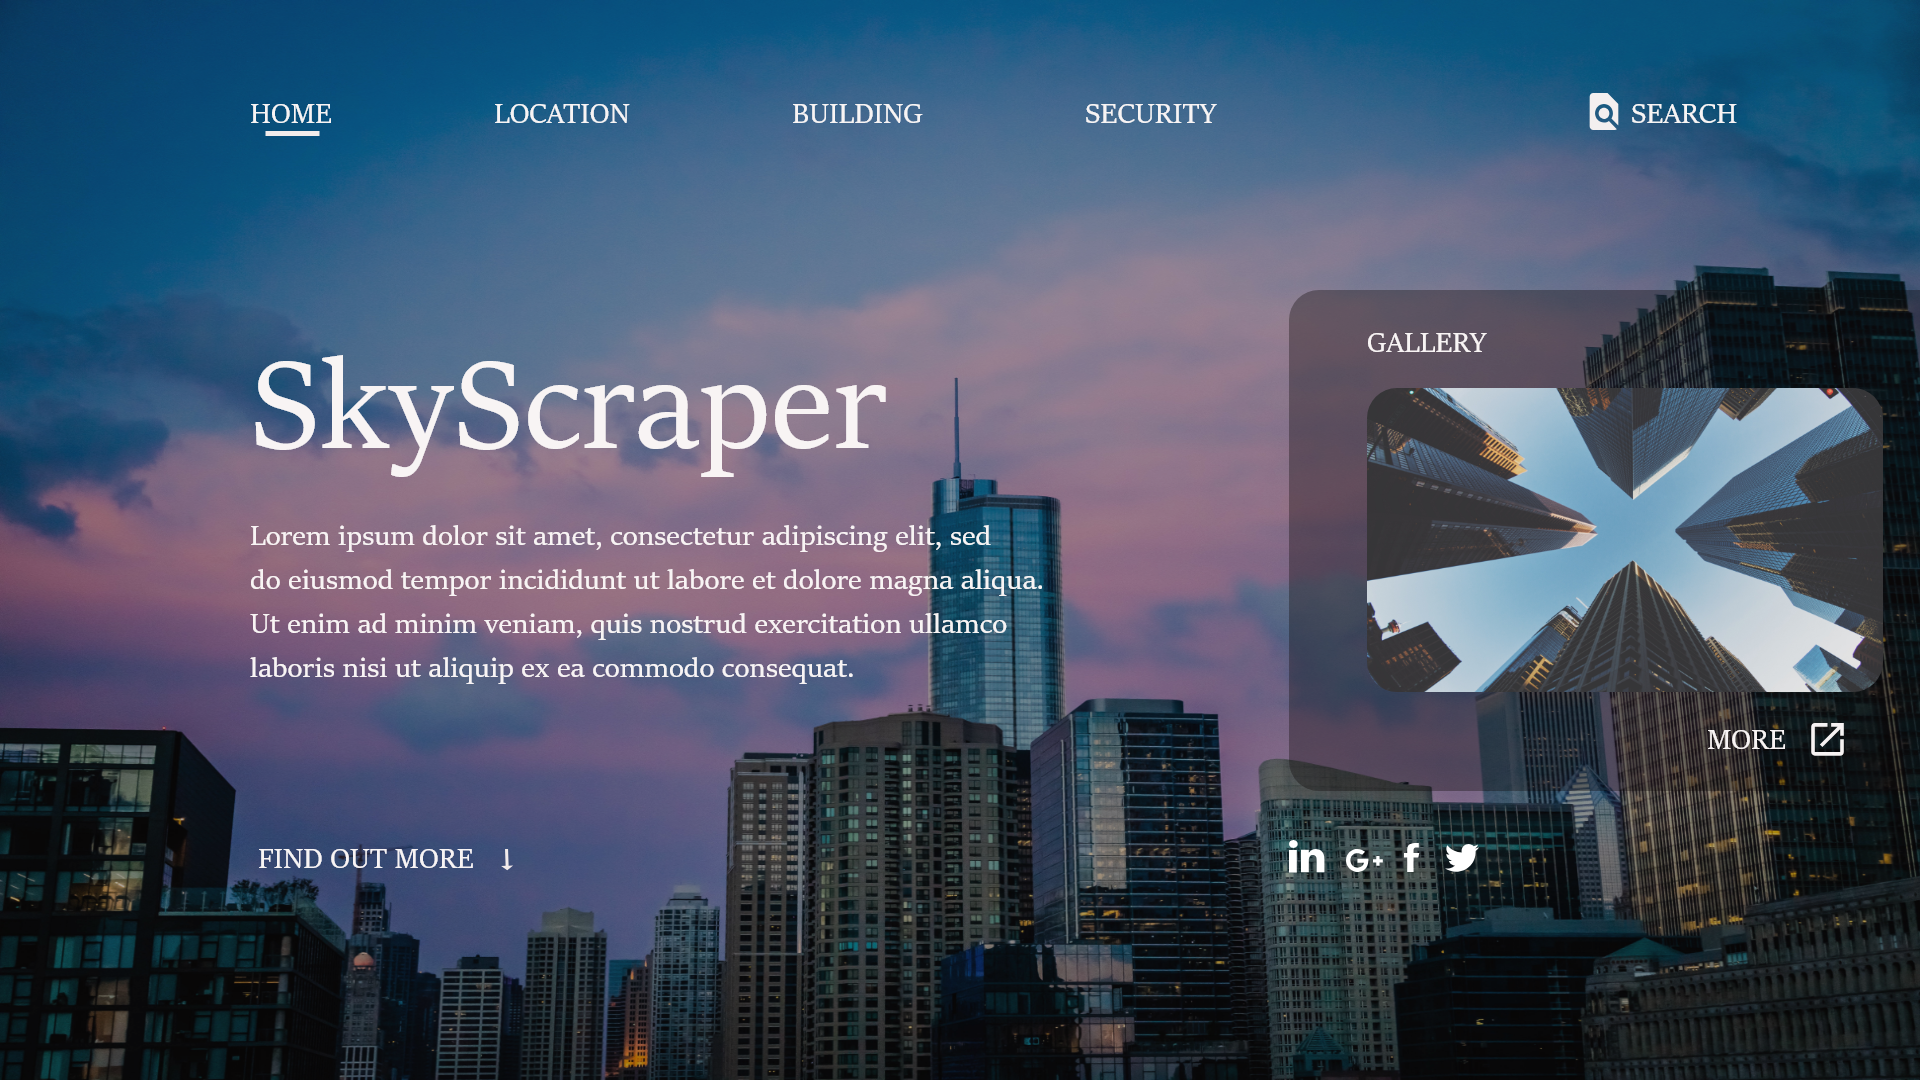 HOME
LOCATION
BUILDING
SECURITY
SEARCH
SkyScraper
Lorem ipsum dolor sit amet, consectetur adipiscing elit, sed
do eiusmod tempor incididunt ut labore et dolore magna aliqua.
Ut enim ad minim veniam, quis nostrud exercitation ullamco
laboris nisi ut aliquip ex ea commodo consequat.
FIND OUT MORE
GALLERY
MORE
in G+ f